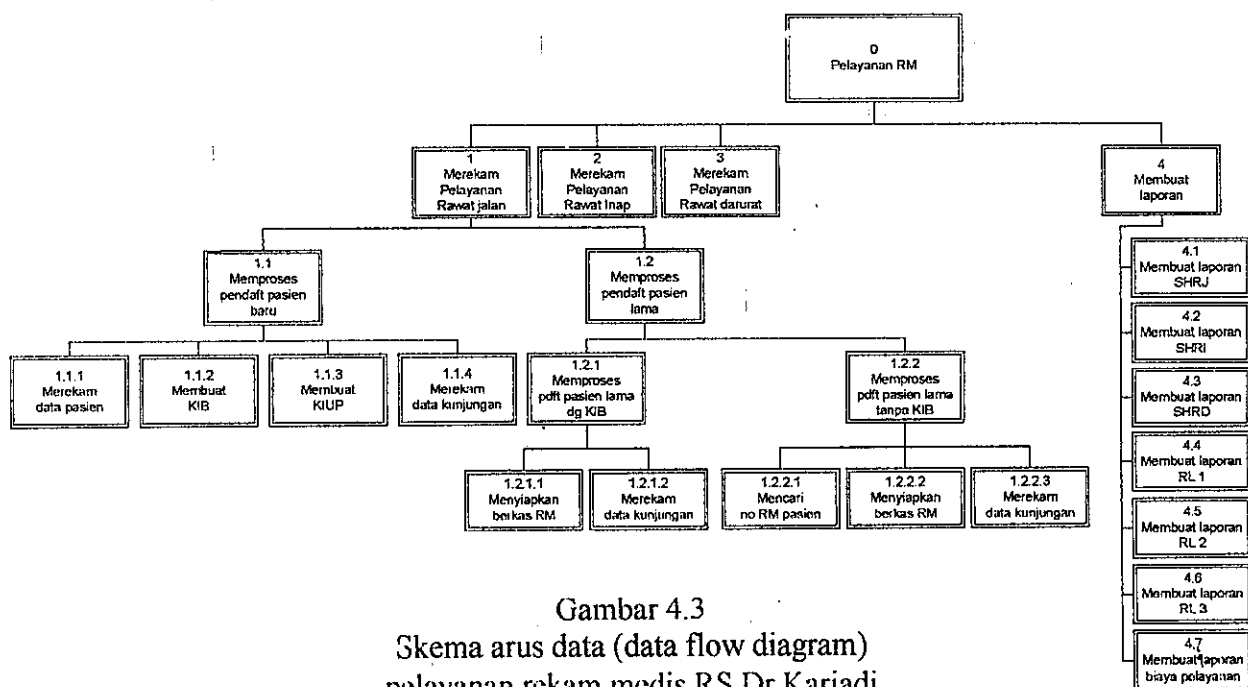 0
Pelayanan RM
1
Merekam
Pelayanan
Rawat jalan
2
Merekam
Pelayanan
Rawat Inap
3
Merekam
Pelayanan
Rawat darurat
4
Membuat
laporan
1.1
Memproses
pendaft pasien
baru
1.2
Memproses
pendaft pasien
lama
4.1
Membuat laporan
SHRJ
4.2
Membuat laporan
SHRI
4.3
Membuat laporan
SHRD
4.4
Membuat laporan
RL 1
4.5
Membuat laporan
RL 2
4.6
Membuat laporan
RL 3
4.7
Membuat laporan
biaya pelayanan
1.1.1
Merekam
data pasien
1.1.2
Membuat
KIB
1.1.3
Membuat
KIUP
1.1.4
Merekam
data kunjungan
1.2.1
Memproses
pdft pasien lama
dg KIB
1.2.2
Memproses
pdft pasien lama
tanpa KIB
1.2.1.1
Menyiapkan
berkas RM
1.2.1.2
Merekam
data kunjungan
1.2.2.1
Mencari
no RM pasien
1.2.2.2
Menyiapkan
berkas RM
1.2.2.3
Merekam
data kunjungan
Gambar 4.3
Skema arus data (data flow diagram)
pelayanan rekam medis RS Dr Kariadi